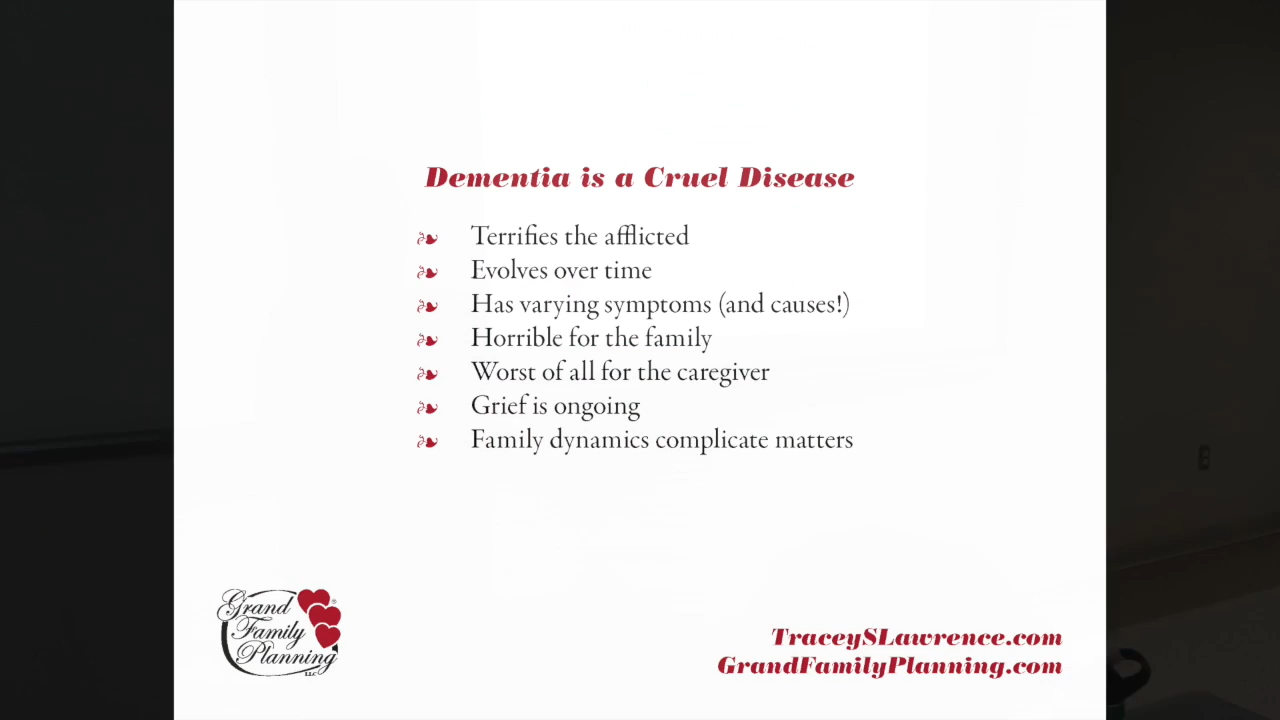 Dementia is a Cruel Disease
Terrifies the afflicted
Evolves over time
Has varying symptoms (and causes!)
Horrible for the family
Worst of all for the caregiver
Grief is ongoing
Family dynamics complicate matters
Grand
Family
Planning
LLC
®
TraceySLawrence.com
GrandFamilyPlanning.com